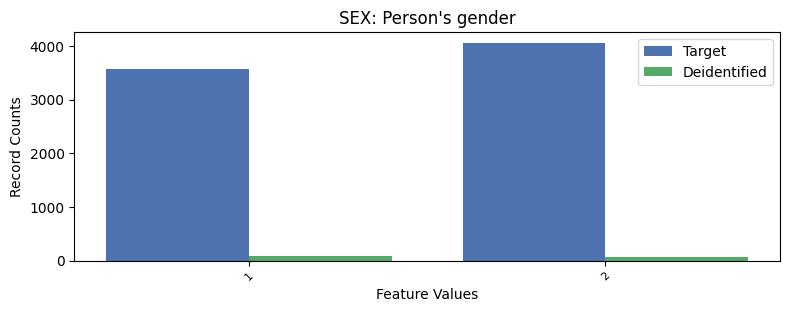 SEX: Person's gender
Target
Deidentified
4000
3000
2000
1000
0
Record Counts
1
2
Feature Values